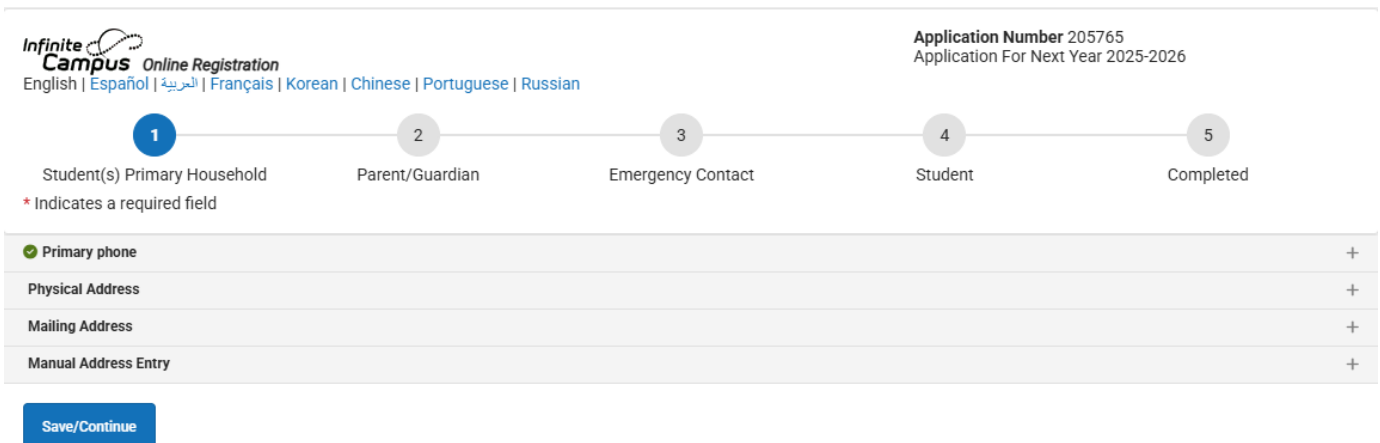 Infinite Campus Online Registration
Application Number 205765
Application For Next Year 2025-2026
English | Español | العربية | Français | Korean | Chinese | Portuguese | Russian
1 2 3 4 5
Student(s) Primary Household Parent/Guardian Emergency Contact Student Completed
* Indicates a required field
Primary phone +
Physical Address +
Mailing Address +
Manual Address Entry +
Save/Continue